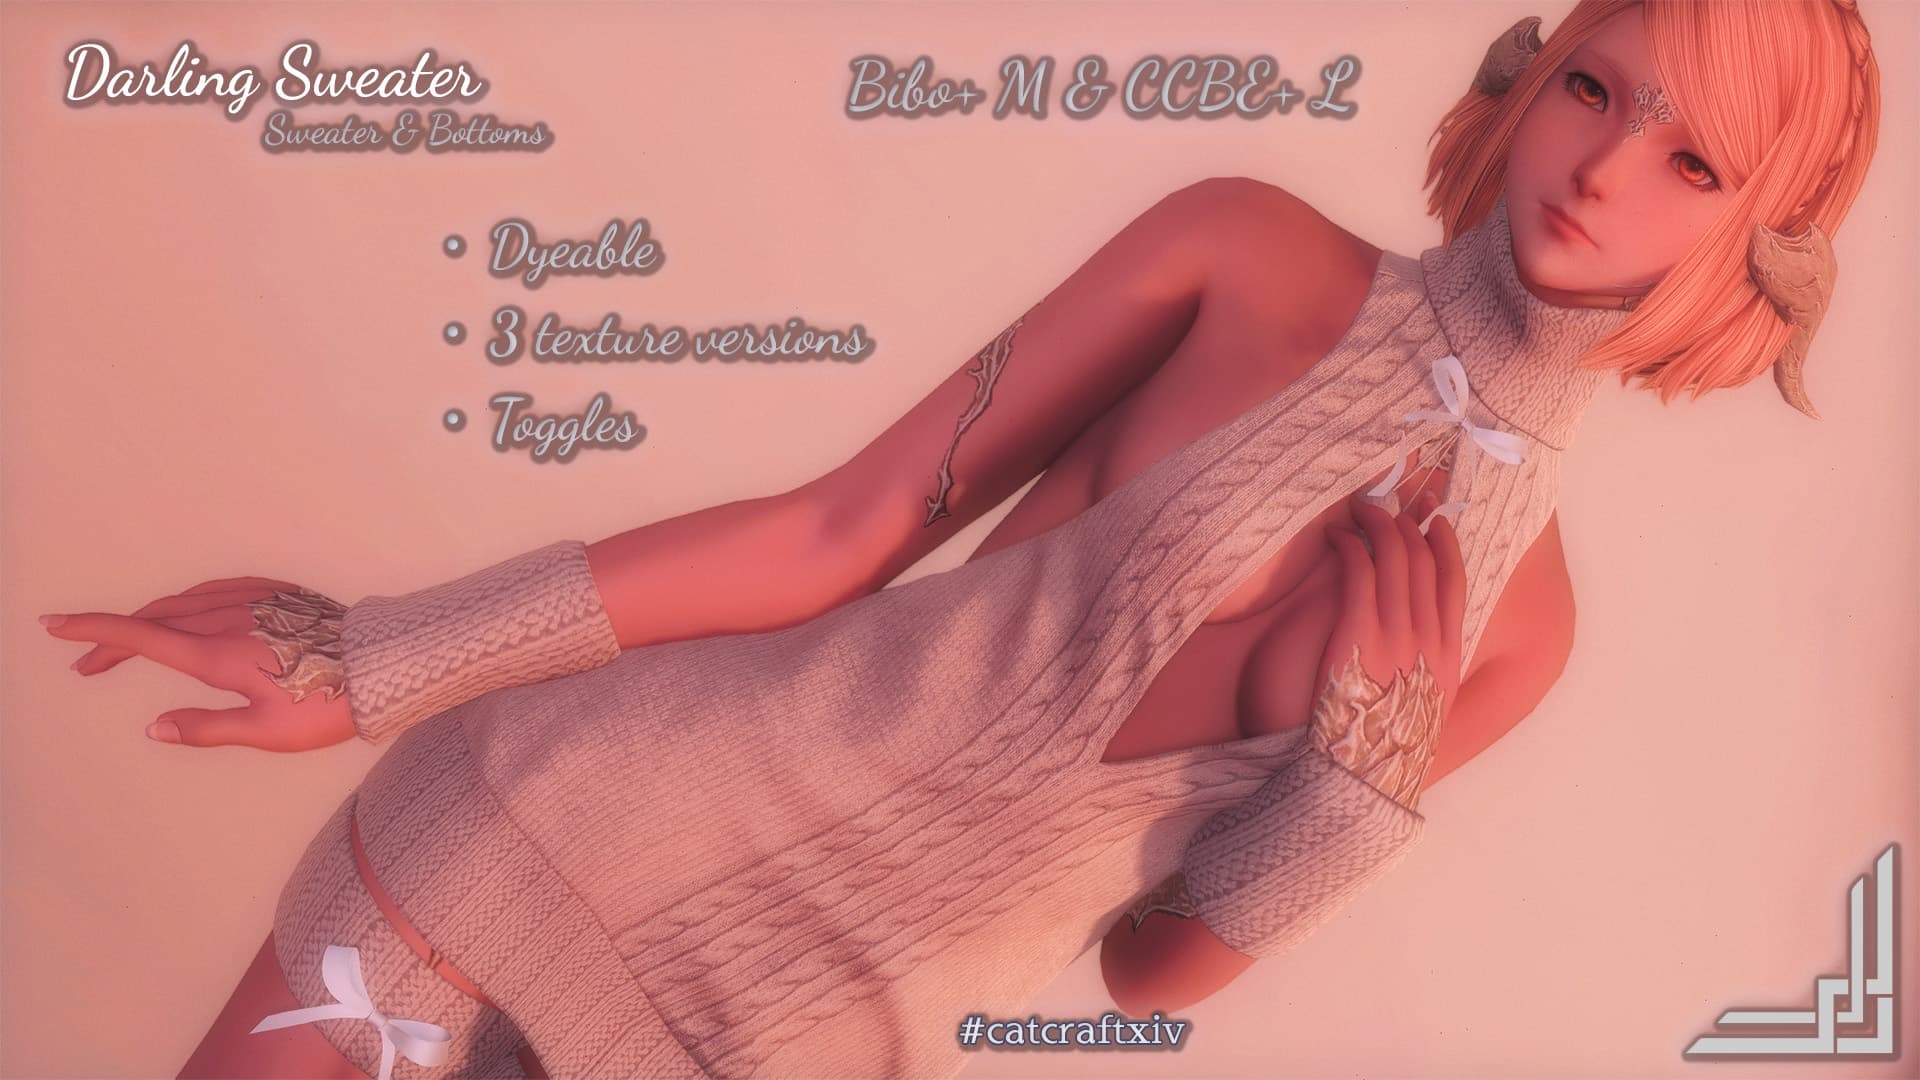 Darling Sweater
Sweater & Bottoms
Bibo+ M & CCBE+ L
• Dyeable
• 3 texture versions
• Toggles
#catcraftxiv